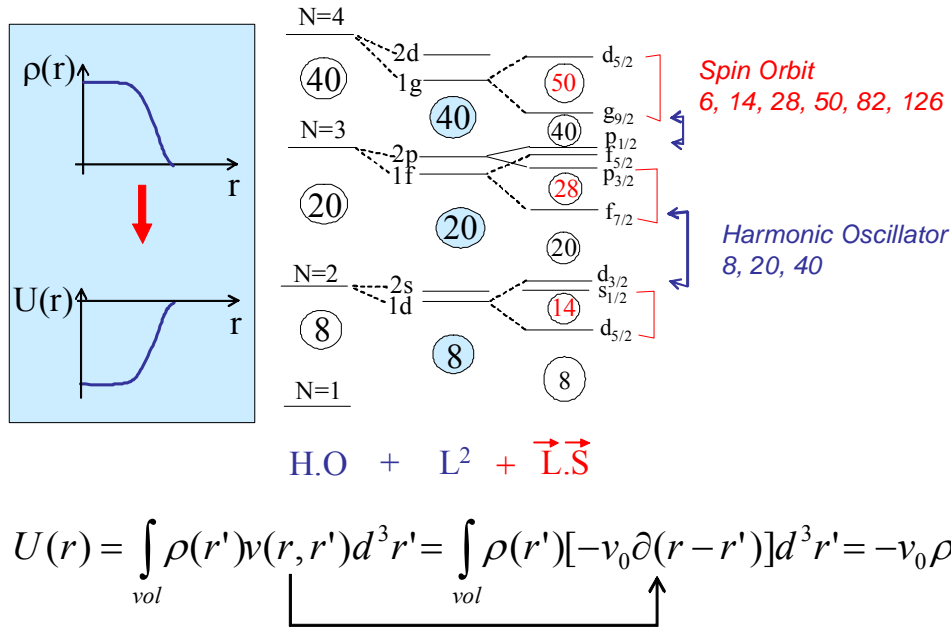 ρ(r)
r
U(r)
r
N=4
40
N=3
20
N=2
8
N=1
2d
1g
40
2p
1f
20
2s
1d
8
d5/2
50
g9/2
40
p1/2
f5/2
p3/2
28
f7/2
20
d3/2
s1/2
14
d5/2
8
Spin Orbit
6, 14, 28, 50, 82, 126
Harmonic Oscillator
8, 20, 40
H.O + L² + L.S
U(r) = ∫vol ρ(r')v(r,r')d³r' = ∫vol ρ(r')[-v₀∂(r-r')]d³r' = -v₀ρ